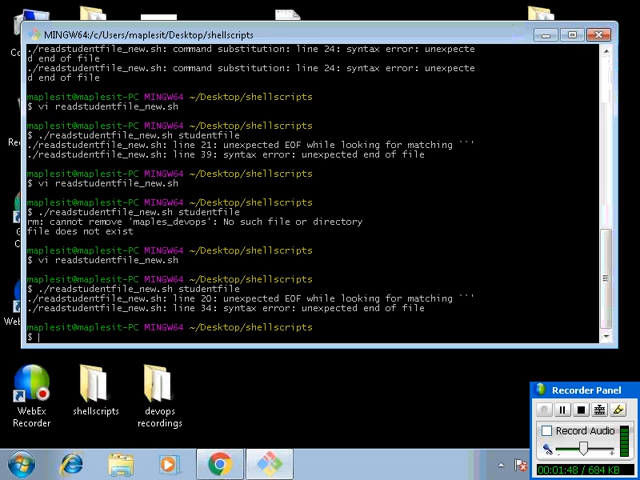 MINGW64:/c/Users/maplesit/Desktop/shellscripts
./readstudentfile_new.sh: command substitution: line 24: syntax error: unexpecte
d end of file
./readstudentfile_new.sh: command substitution: line 24: syntax error: unexpecte
d end of file
maplesit@maplesit-PC MINGW64 ~/Desktop/shellscripts
$ vi readstudentfile_new.sh
maplesit@maplesit-PC MINGW64 ~/Desktop/shellscripts
$ ./readstudentfile_new.sh studentfile
./readstudentfile_new.sh: line 21: unexpected EOF while looking for matching ``'
./readstudentfile_new.sh: line 39: syntax error: unexpected end of file
maplesit@maplesit-PC MINGW64 ~/Desktop/shellscripts
$ vi readstudentfile_new.sh
maplesit@maplesit-PC MINGW64 ~/Desktop/shellscripts
$ ./readstudentfile_new.sh studentfile
rm: cannot remove 'maples_devops': No such file or directory
file does not exist
maplesit@maplesit-PC MINGW64 ~/Desktop/shellscripts
$ vi readstudentfile_new.sh
maplesit@maplesit-PC MINGW64 ~/Desktop/shellscripts
$ ./readstudentfile_new.sh studentfile
./readstudentfile_new.sh: line 20: unexpected EOF while looking for matching ``'
./readstudentfile_new.sh: line 34: syntax error: unexpected end of file
maplesit@maplesit-PC MINGW64 ~/Desktop/shellscripts
$
WebEx
Recorder
shellscripts
devops
recordings
Recorder Panel
Record Audio
00:01:48 / 684 KB